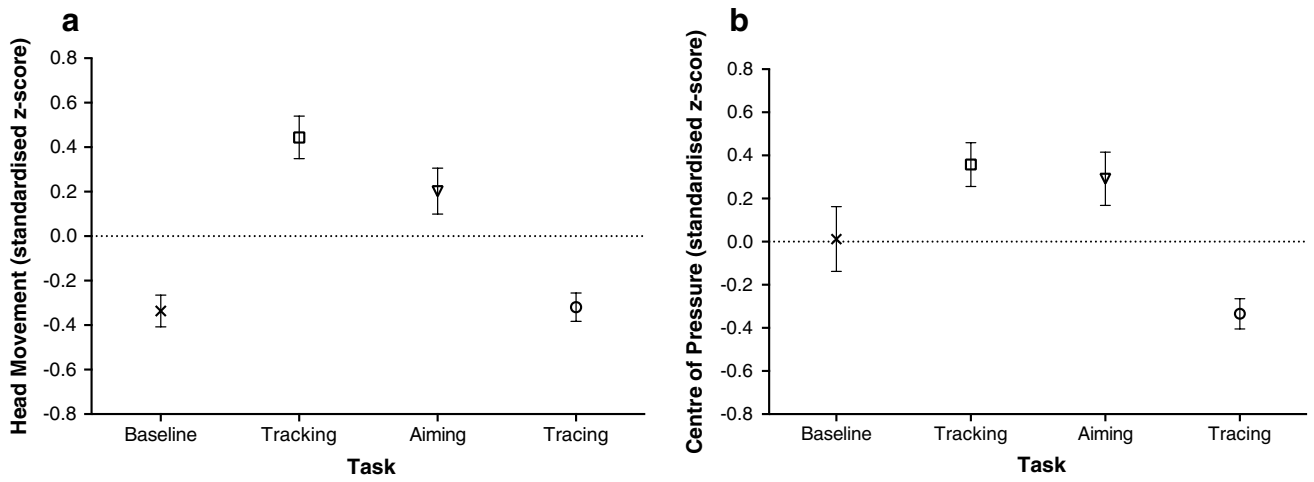 a
Head Movement (standardised z-score)
0.8
0.6
0.4
0.2
0.0
-0.2
-0.4
-0.6
-0.8
Baseline Tracking Aiming Tracing
Task
b
Centre of Pressure (standardised z-score)
0.8
0.6
0.4
0.2
0.0
-0.2
-0.4
-0.6
-0.8
Baseline Tracking Aiming Tracing
Task